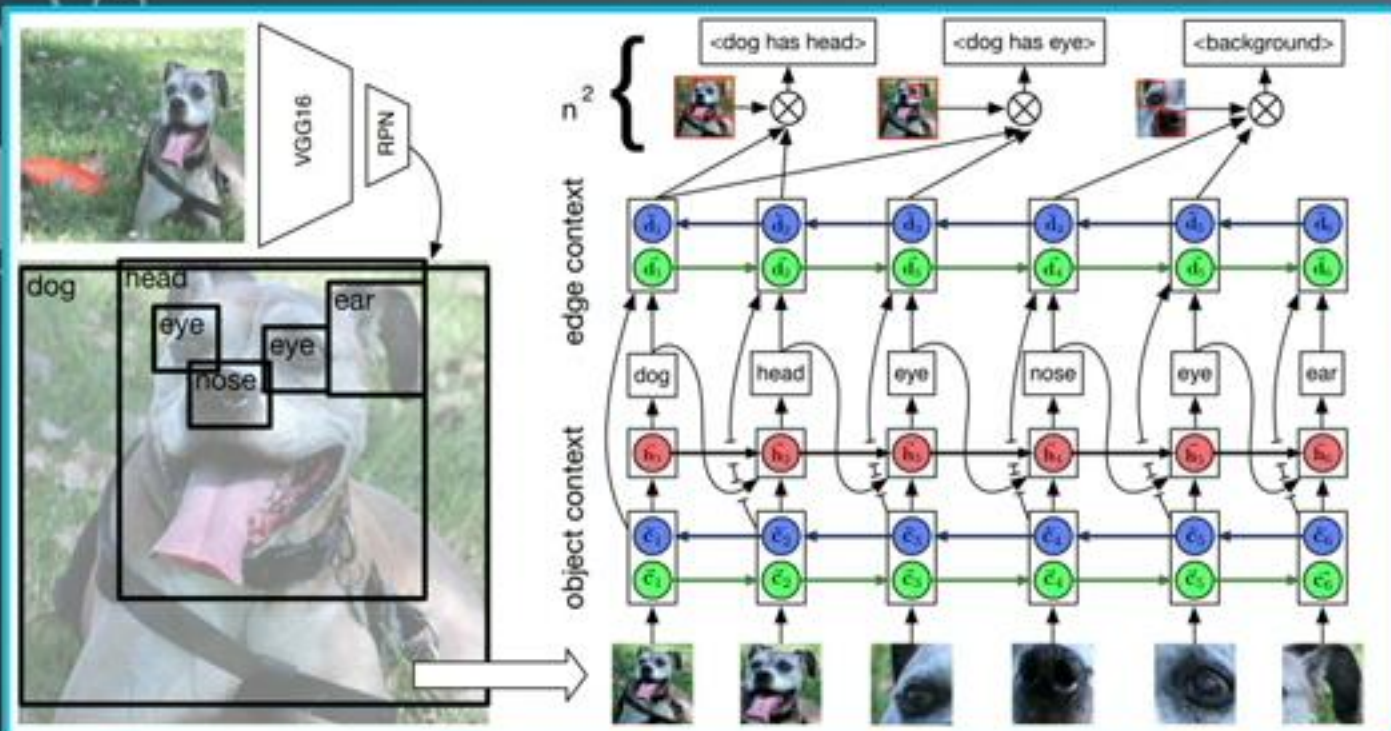 <dog has head>
<dog has eye>
<background>
n 2 {
VGG16
RPN
edge context
dog
head
ear
eye
eye
nose
dog
head
eye
nose
eye
ear
object context